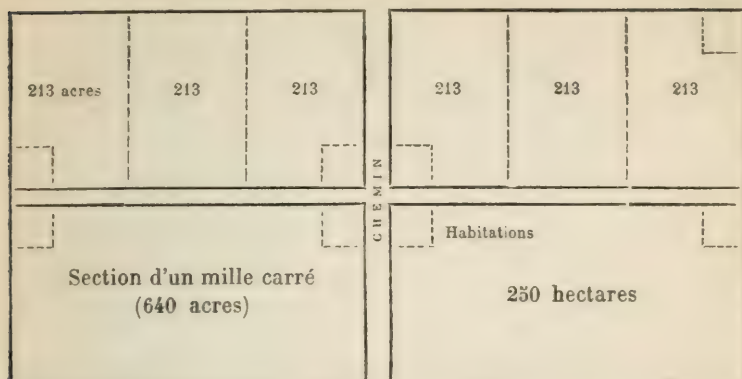 213 acres 213 213 213 213 213
CHEMIN
Habitations
Section d'un mille carré
(640 acres)
250 hectares